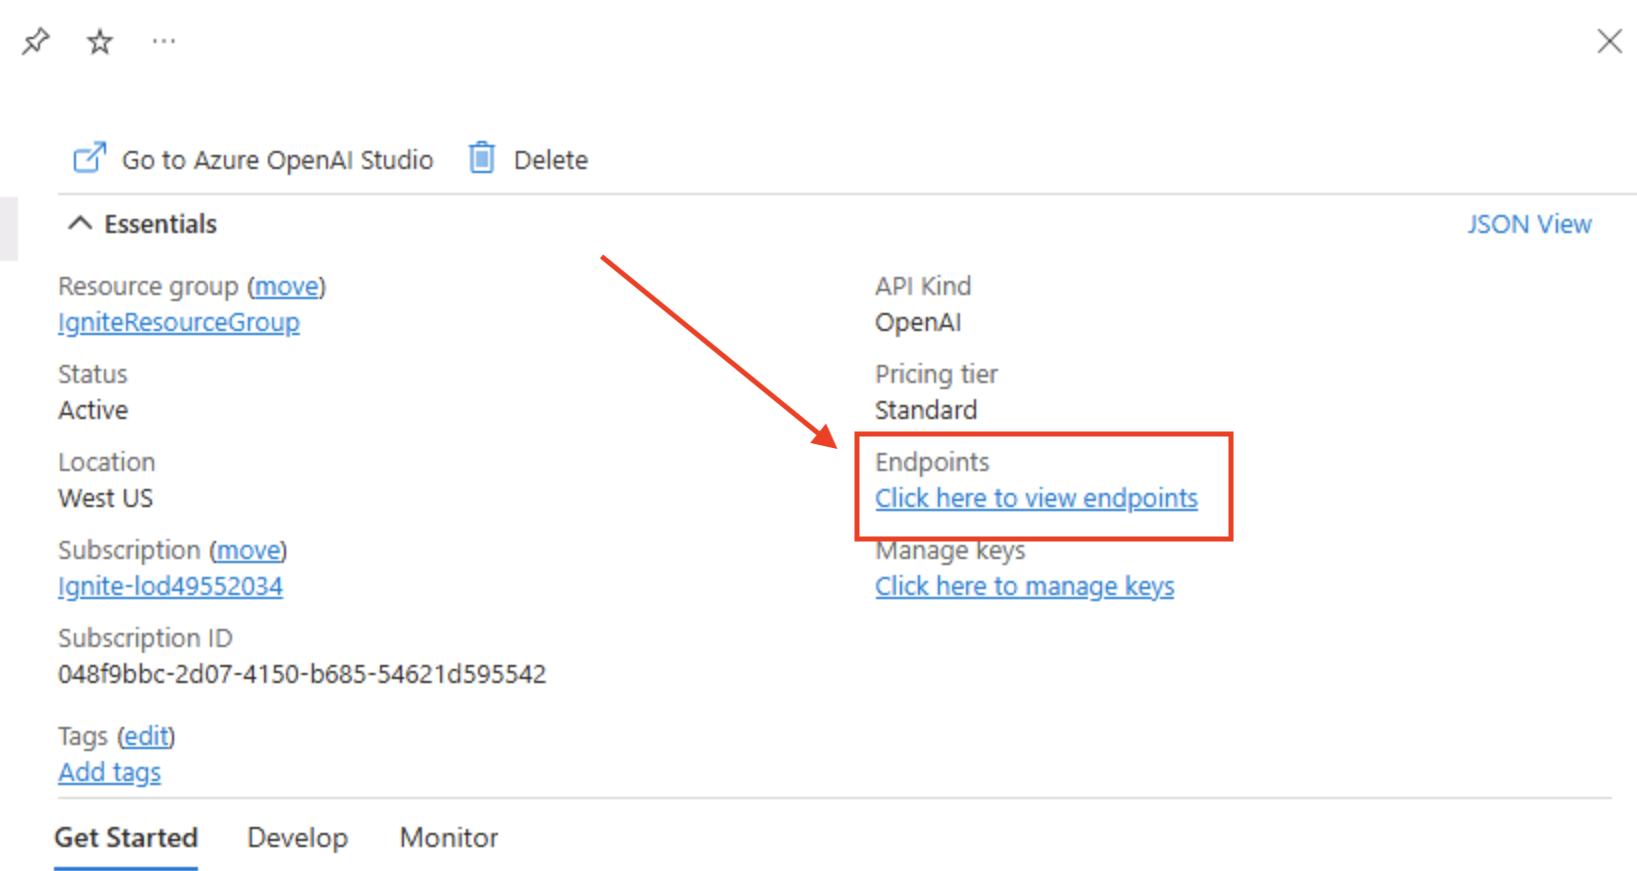 Go to Azure OpenAI Studio Delete
Essentials JSON View
Resource group (move)
IgniteResourceGroup
Status
Active
Location
West US
Subscription (move)
Ignite-lod49552034
Subscription ID
048f9bbc-2d07-4150-b685-54621d595542
Tags (edit)
Add tags
API Kind
OpenAI
Pricing tier
Standard
Endpoints
Click here to view endpoints
Manage keys
Click here to manage keys
Get Started Develop Monitor